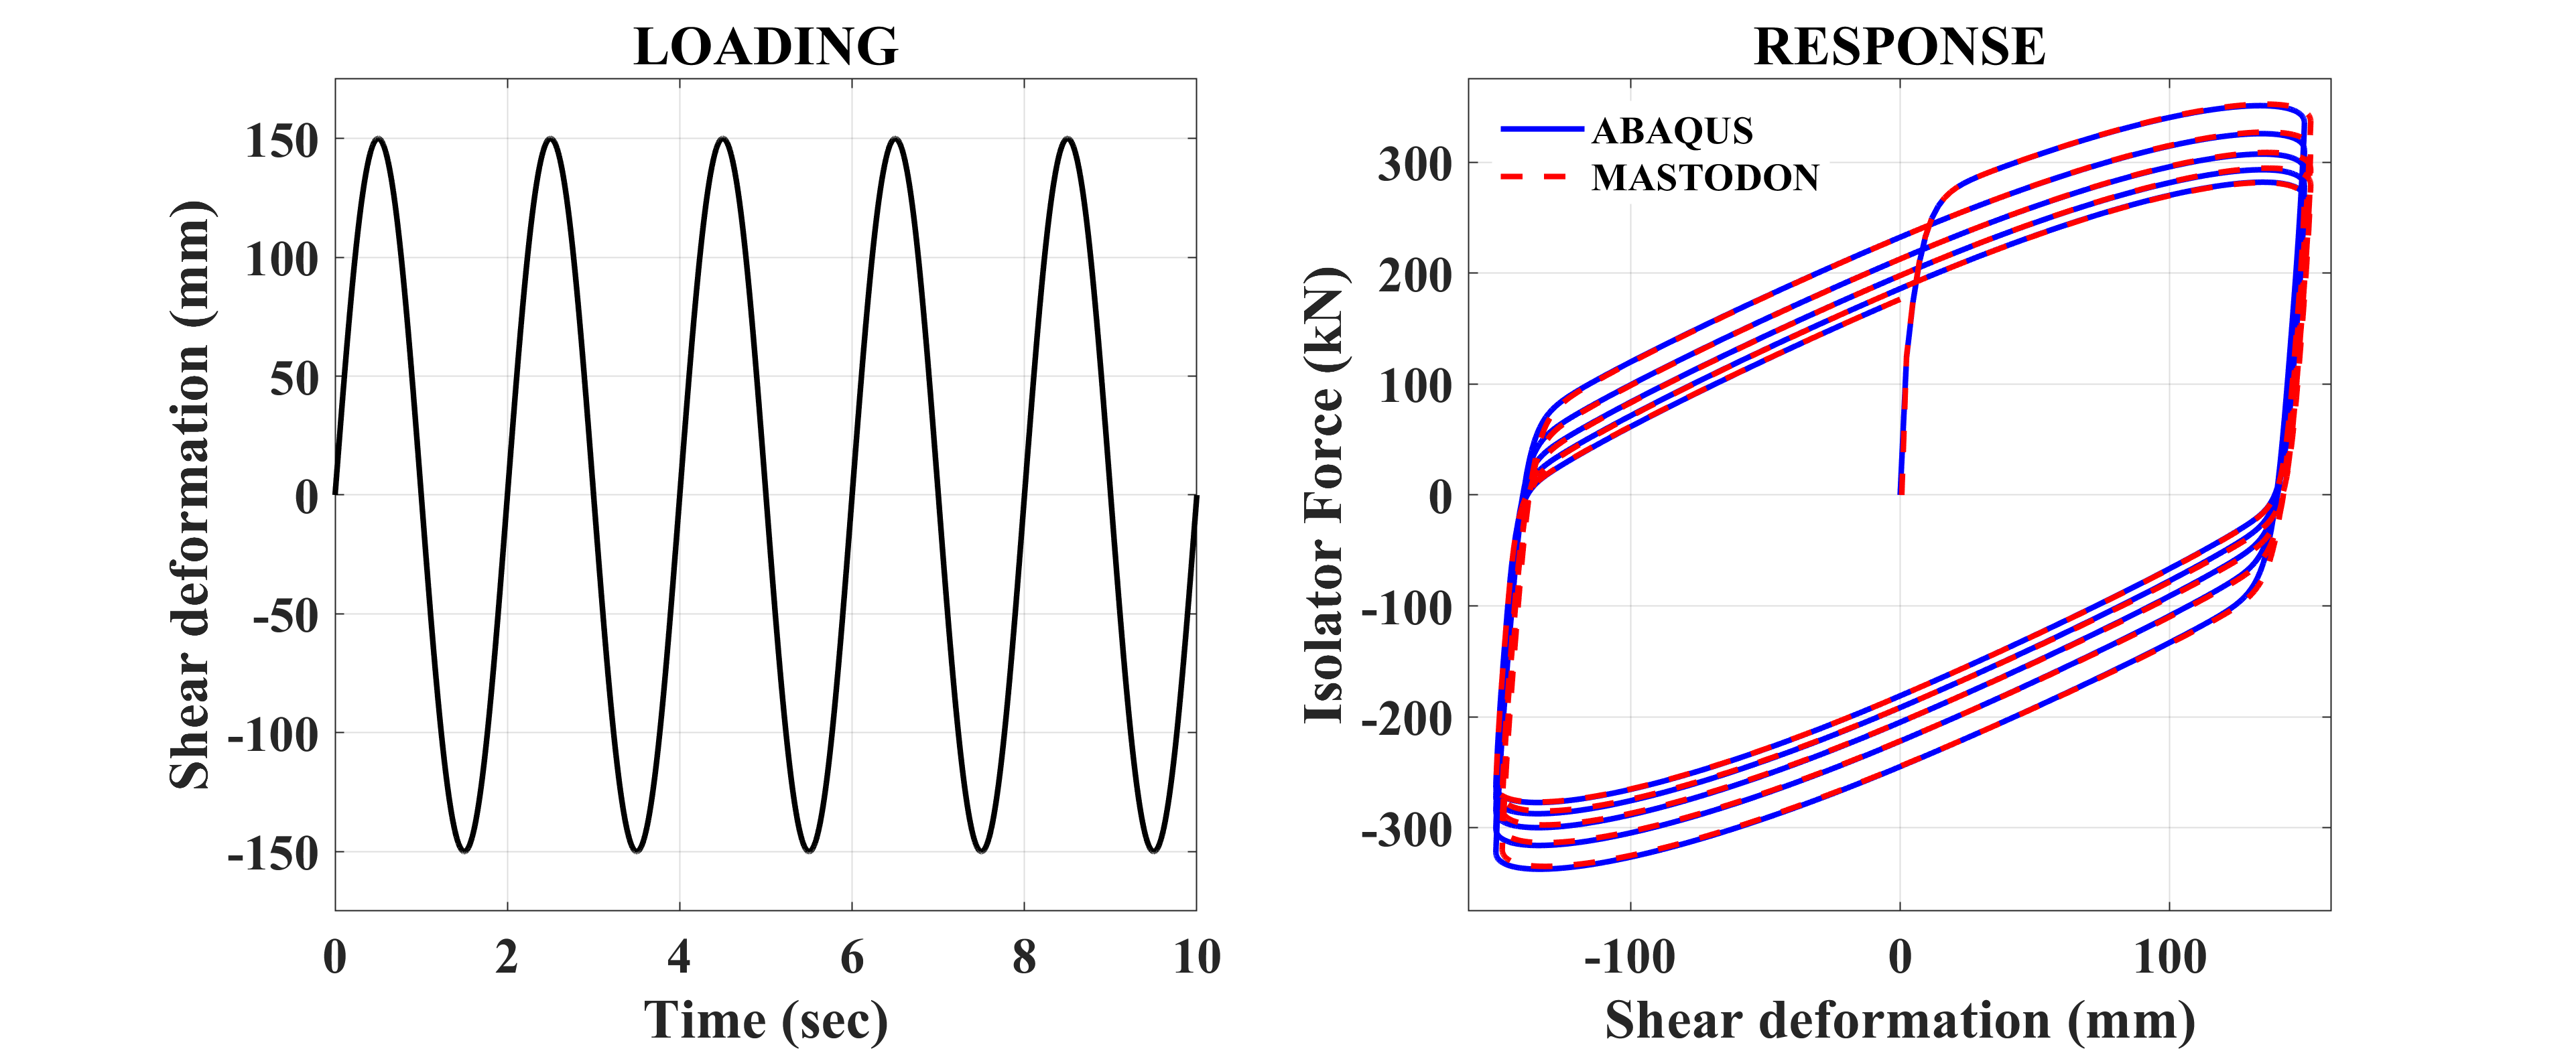 LOADING
Shear deformation (mm)
150
100
50
0
-50
-100
-150
0 2 4 6 8 10
Time (sec)
RESPONSE
ABAQUS
MASTODON
Isolator Force (kN)
300
200
100
0
-100
-200
-300
-100 0 100
Shear deformation (mm)